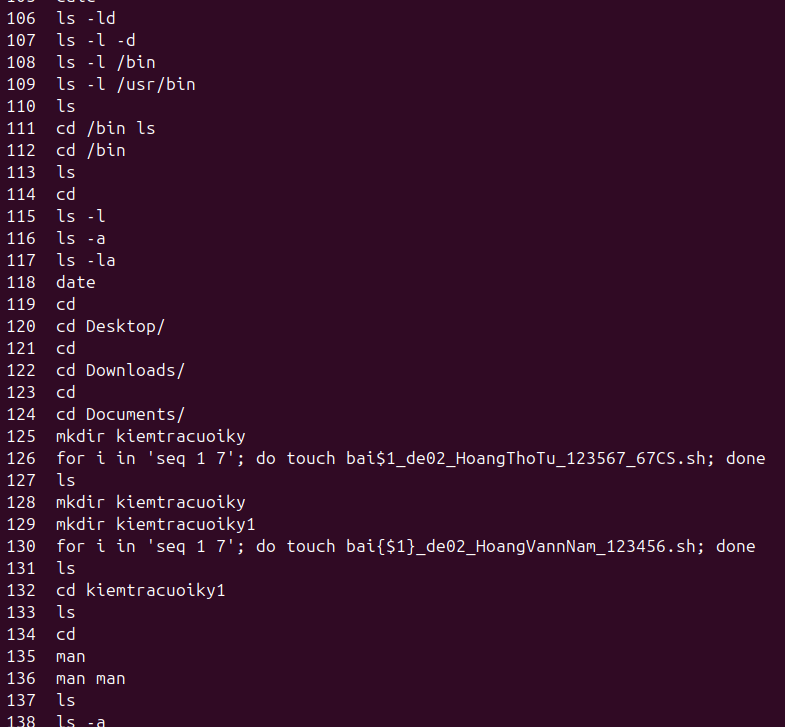 105 date
106 ls -ld
107 ls -l -d
108 ls -l /bin
109 ls -l /usr/bin
110 ls
111 cd /bin ls
112 cd /bin
113 ls
114 cd
115 ls -l
116 ls -a
117 ls -la
118 date
119 cd
120 cd Desktop/
121 cd
122 cd Downloads/
123 cd
124 cd Documents/
125 mkdir kiemtracuoiky
126 for i in 'seq 1 7'; do touch bai$1_de02_HoangThoTu_123567_67CS.sh; done
127 ls
128 mkdir kiemtracuoiky
129 mkdir kiemtracuoiky1
130 for i in 'seq 1 7'; do touch bai{$1}_de02_HoangVannNam_123456.sh; done
131 ls
132 cd kiemtracuoiky1
133 ls
134 cd
135 man
136 man man
137 ls
138 ls -a